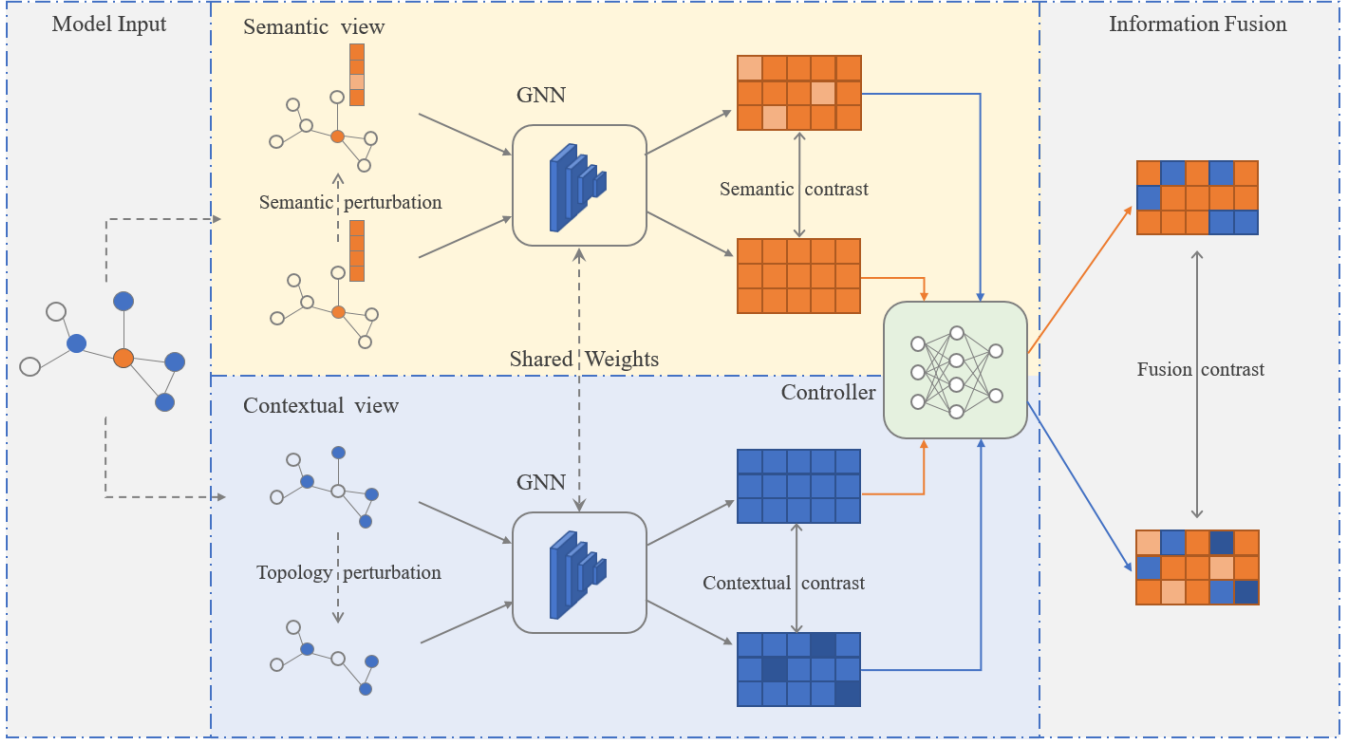 Model Input
Semantic view
Information Fusion
GNN
Semantic perturbation
Semantic contrast
Shared Weights
Fusion contrast
Controller
Contextual view
GNN
Topology perturbation
Contextual contrast